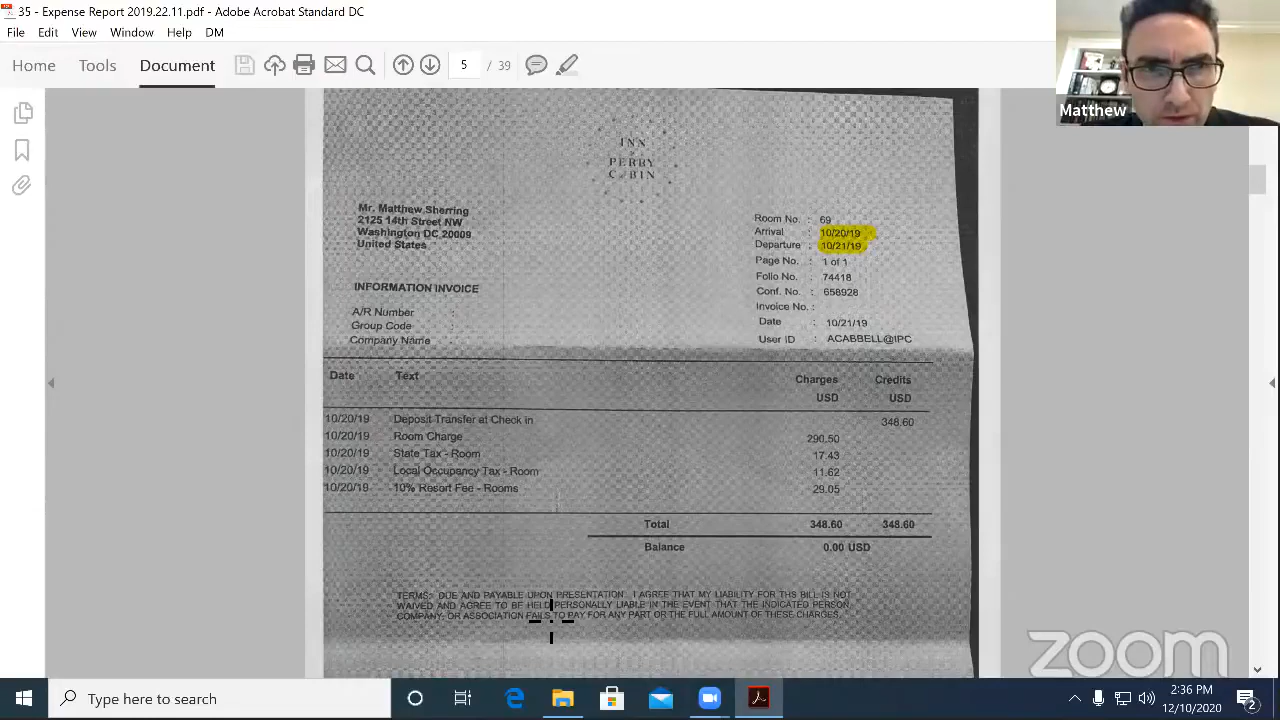 35 - Expense Report 2019.22.11.pdf - Adobe Acrobat Standard DC
File Edit View Window Help DM
Home Tools Document 5 / 39
Matthew
INN
at
PERRY
CABIN
Mr. Matthew Sherring
2125 14th Street NW
Washington DC 20009
United States
Room No. : 69
Arrival : 10/20/19
Departure : 10/21/19
Page No. : 1 of 1
Folio No. : 74418
Conf. No. : 658928
Invoice No. :
Date : 10/21/19
User ID : ACABBELL@IPC
INFORMATION INVOICE
A/R Number :
Group Code :
Company Name :
Date Text Charges Credits
USD USD
10/20/19 Deposit Transfer at Check in 348.60
10/20/19 Room Charge 290.50
10/20/19 State Tax - Room 17.43
10/20/19 Local Occupancy Tax - Room 11.62
10/20/19 10% Resort Fee - Rooms 29.05
Total 348.60 348.60
Balance 0.00 USD
TERMS: DUE AND PAYABLE UPON PRESENTATION. I AGREE THAT MY LIABILITY FOR THS BILL IS NOT
WAIVED AND AGREE TO BE HELD PERSONALLY LIABLE IN THE EVENT THAT THE INDICATED PERSON,
COMPANY, OR ASSOCIATION FAILS TO PAY FOR ANY PART OR THE FULL AMOUNT OF THESE CHARGES.
zoom
Type here to search
2:36 PM
12/10/2020
2